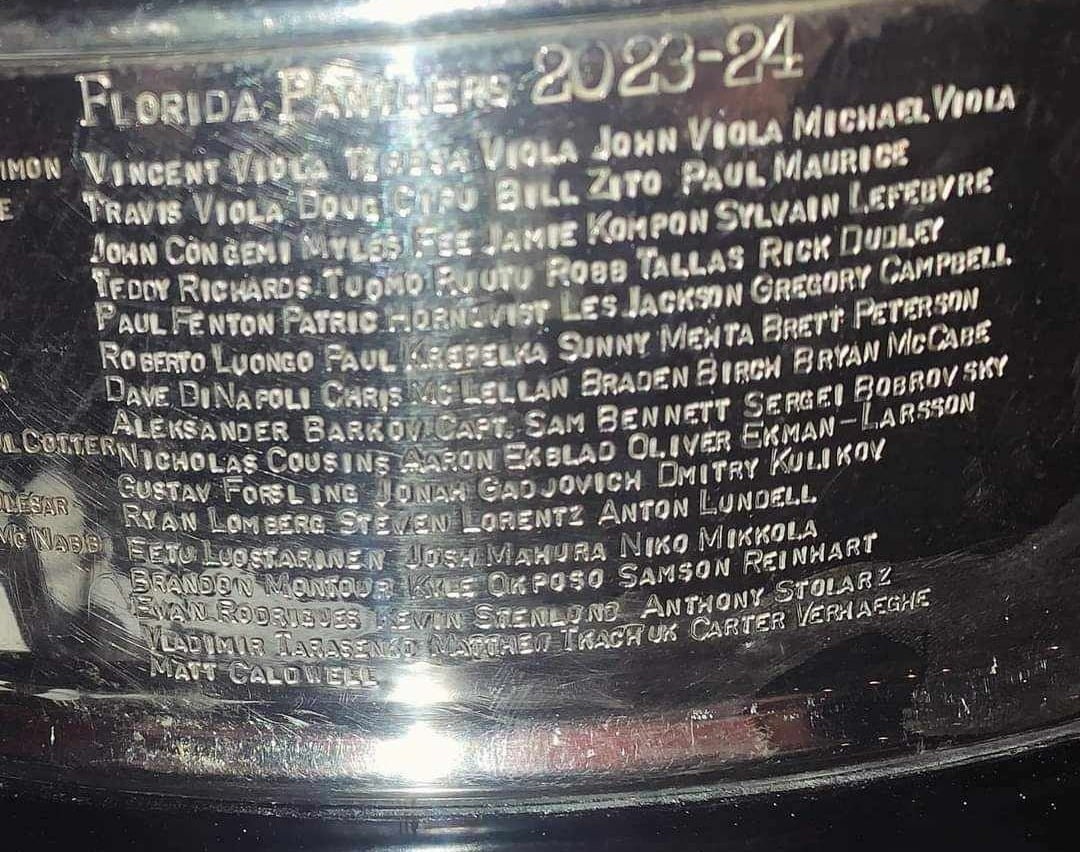 FLORIDA PANTHERS 2023-24
IMON
VINCENT VIOLA TERESA VIOLA JOHN VIOLA MICHAEL VIOLA
E
TRAVIS VIOLA DOUG CIFU BILL ZITO PAUL MAURICE
JOHN CONGEMI MYLES FEE JAMIE KOMPON SYLVAIN LEFEBVRE
TEDDY RICHARDS TUOMO RUUTU ROBB TALLAS RICK DUDLEY
PAUL FENTON PATRIC HORNQVIST LES JACKSON GREGORY CAMPBELL
ROBERTO LUONGO PAUL KREPELKA SUNNY MEHTA BRETT PETERSON
DAVE DINAPOLI CHRIS MCLELLAN BRADEN BIRCH BRYAN MCCABE
ALEKSANDER BARKOV CAPT. SAM BENNETT SERGEI BOBROVSKY
COTTER
NICHOLAS COUSINS AARON EKBLAD OLIVER EKMAN-LARSSON
GUSTAV FORSLING JONAH GADJOVICH DMITRY KULIKOV
LESAR
RYAN LOMBERG STEVEN LORENTZ ANTON LUNDELL
MCNABB
EETU LUOSTARINEN JOSH MAHURA NIKO MIKKOLA
BRANDON MONTOUR KYLE OKPOSO SAMSON REINHART
EVAN RODRIGUES KEVIN STENLUND ANTHONY STOLARZ
VLADIMIR TARASENKO MATTHEW TKACHUK CARTER VERHAEGHE
MATT CALDWELL